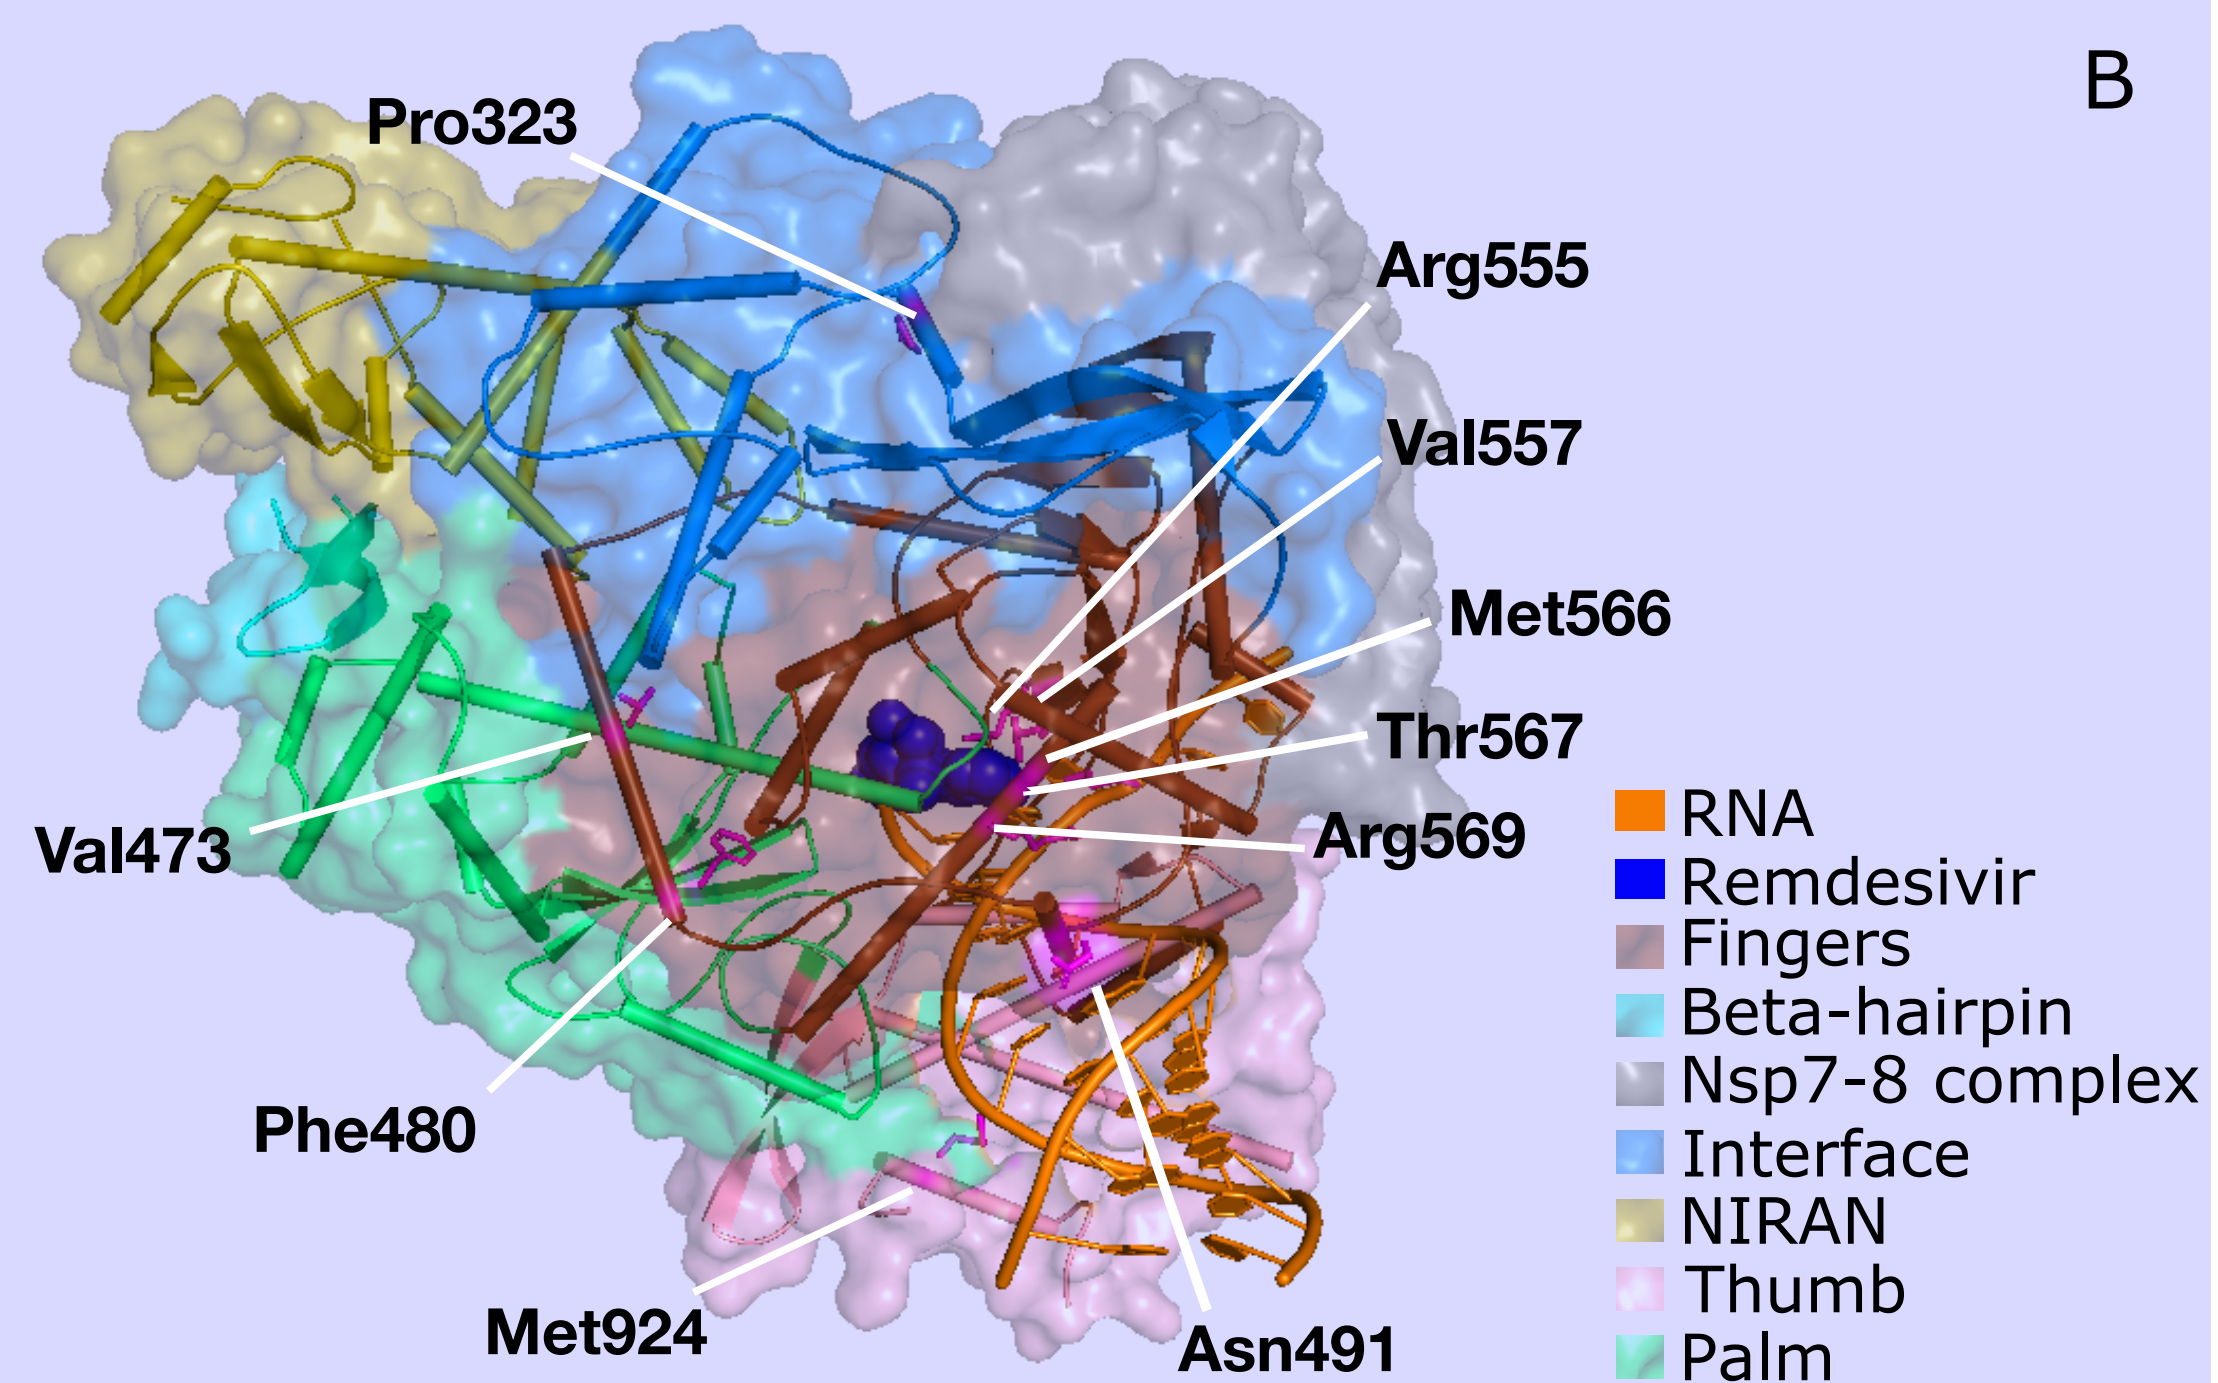 B
Pro323
Arg555
Val557
Met566
Thr567
Arg569
Val473
Phe480
Met924
Asn491
RNA
Remdesivir
Fingers
Beta-hairpin
Nsp7-8 complex
Interface
NIRAN
Thumb
Palm